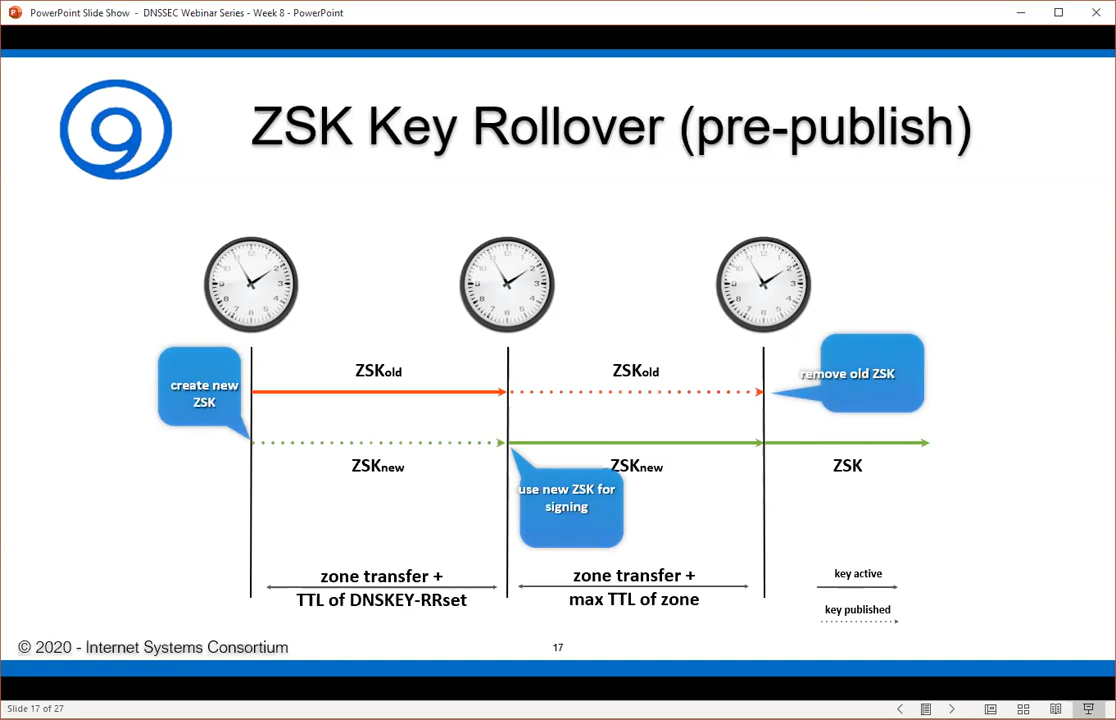 PowerPoint Slide Show - DNSSEC Webinar Series - Week 8 - PowerPoint
ZSK Key Rollover (pre-publish)
create new
ZSK
ZSKold
ZSKold
remove old ZSK
ZSKnew
ZSKnew
ZSK
use new ZSK for
signing
zone transfer +
TTL of DNSKEY-RRset
zone transfer +
max TTL of zone
key active
key published
© 2020 - Internet Systems Consortium
17
Slide 17 of 27